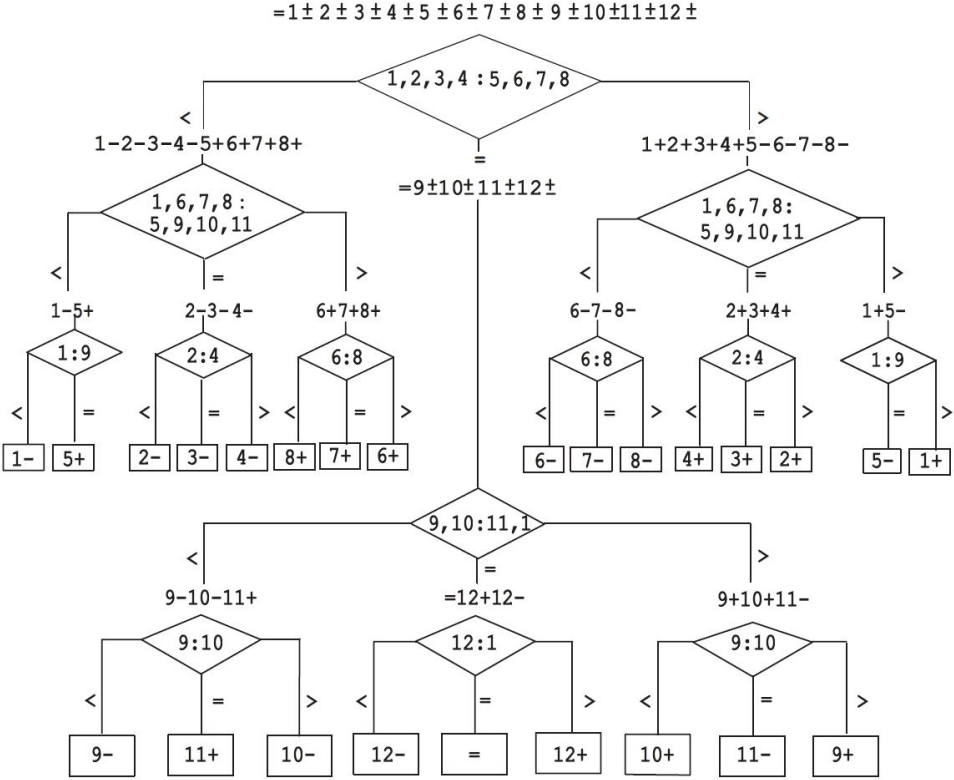 =1± 2 ± 3 ± 4 ± 5 ± 6 ± 7 ± 8 ± 9 ±10±11±12 ±
1,2,3,4 :5,6,7,8
<
>
1-2-3-4-5+6+7+8+
=
1+2+3+4+5-6-7-8-
=9±10±11±12±
1,6,7,8 :
5,9,10,11
1,6,7,8:
5,9,10,11
< = > < = >
1-5+ 2-3-4- 6+7+8+ 6-7-8- 2+3+4+ 1+5-
1:9 2:4 6:8 6:8 2:4 1:9
< = < = > < = > < = > < = > = >
1- 5+ 2- 3- 4- 8+ 7+ 6+ 6- 7- 8- 4+ 3+ 2+ 5- 1+
9,10:11,1
< = >
9-10-11+ =12+12- 9+10+11-
9:10 12:1 9:10
< = > < = > < = >
9- 11+ 10- 12- = 12+ 10+ 11- 9+